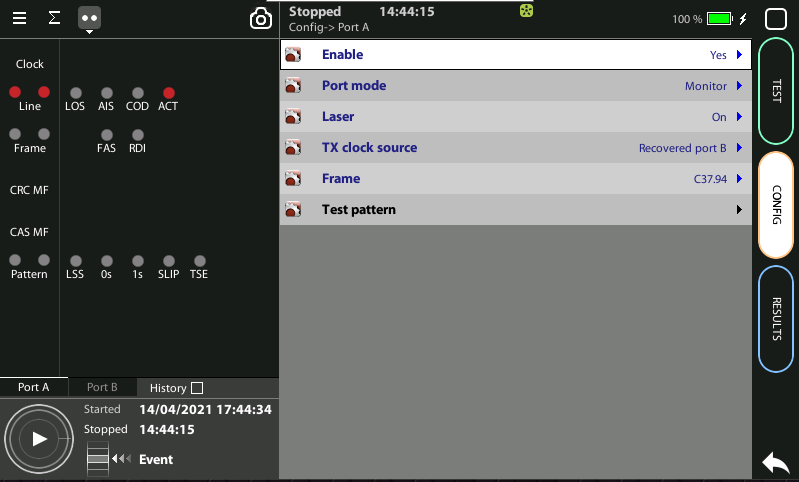 Σ
Stopped 14:44:15
Config-> Port A
100 %
Clock
Line LOS AIS COD ACT
Frame FAS RDI
CRC MF
CAS MF
Pattern LSS 0s 1s SLIP TSE
Port A Port B History
Started 14/04/2021 17:44:34
Stopped 14:44:15
Event
Enable Yes
Port mode Monitor
Laser On
TX clock source Recovered port B
Frame C37.94
Test pattern
TEST
CONFIG
RESULTS